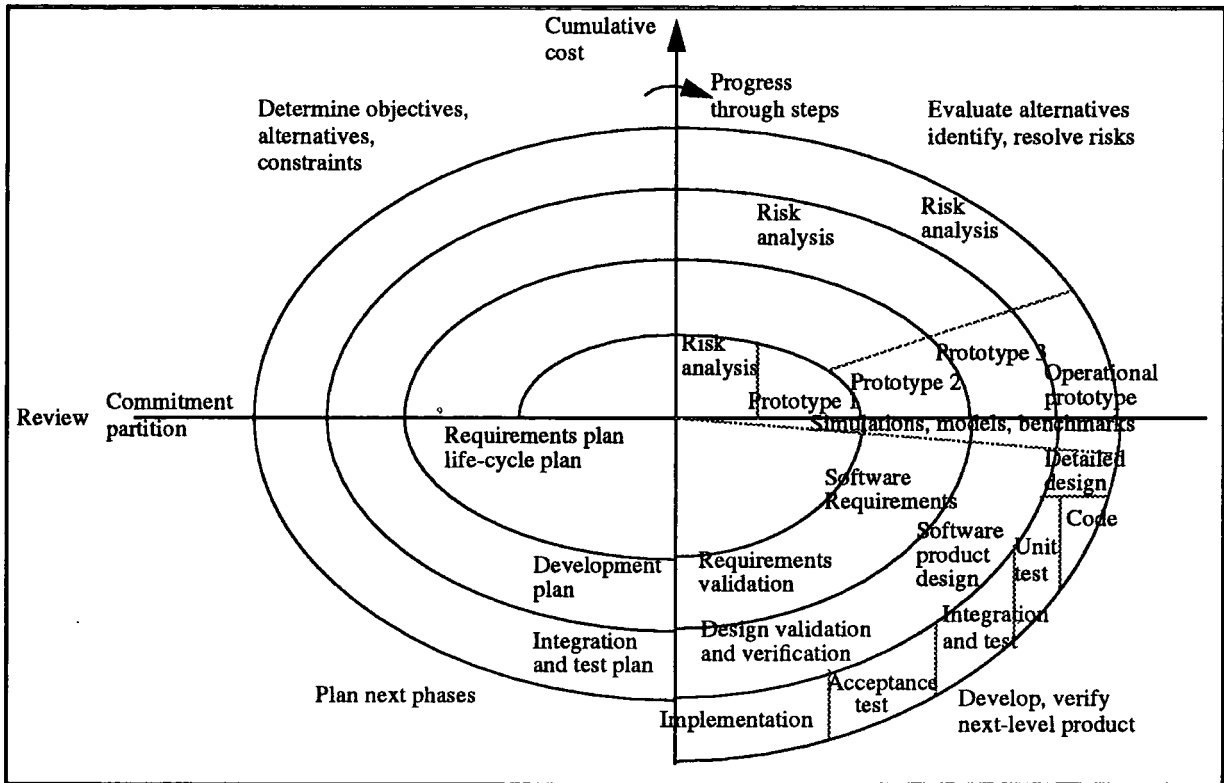 Cumulative
cost
Progress
through steps
Determine objectives,
alternatives,
constraints
Evaluate alternatives
identify, resolve risks
Risk
analysis
Risk
analysis
Risk
analysis
Prototype 1
Prototype 2
Prototype 3
Operational
prototype
Review
Commitment
partition
Simulations, models, benchmarks
Requirements plan
life-cycle plan
Software
Requirements
Detailed
design
Code
Unit
test
Software
product
design
Development
plan
Requirements
validation
Integration
and test
Integration
and test plan
Design validation
and verification
Acceptance
test
Implementation
Plan next phases
Develop, verify
next-level product